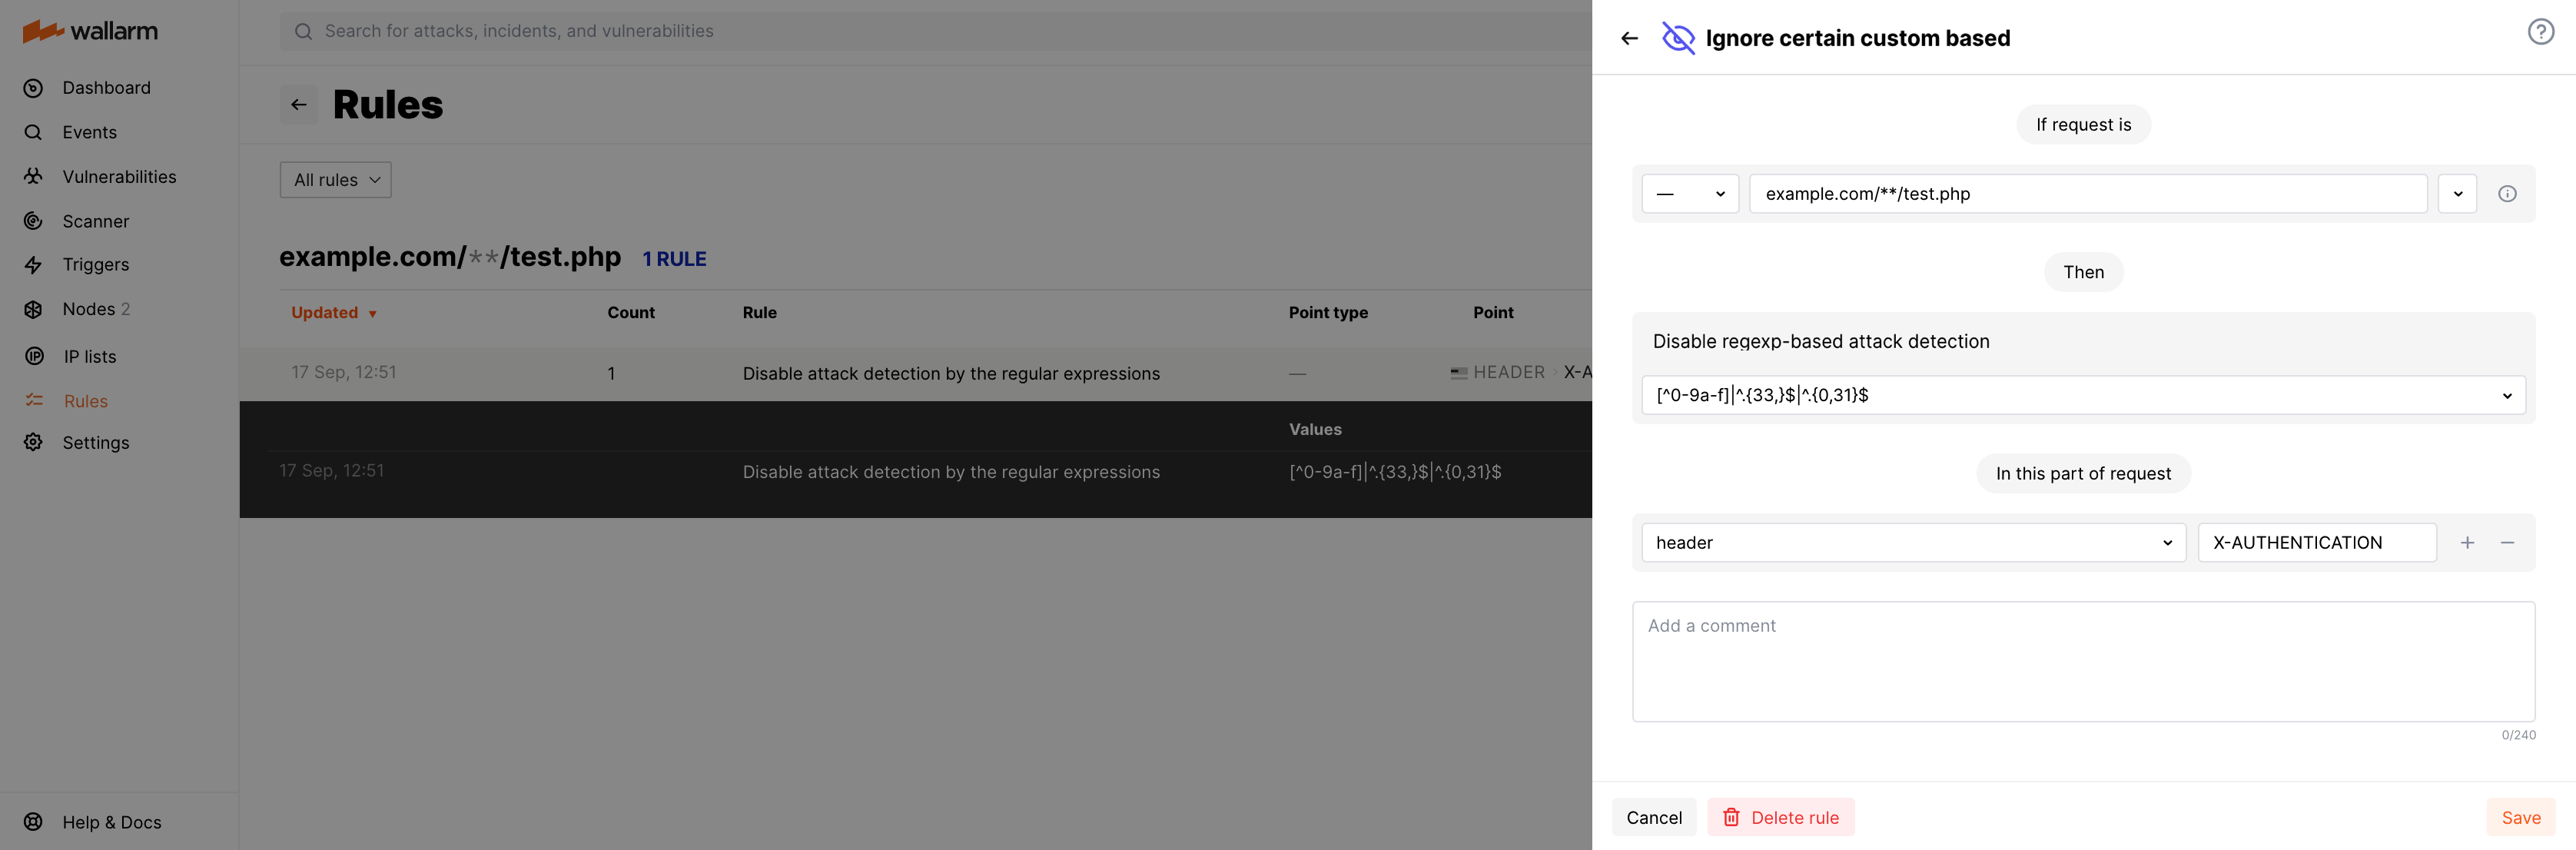 wallarm
Dashboard
Events
Vulnerabilities
Scanner
Triggers
Nodes 2
IP lists
Rules
Settings
Help & Docs
Search for attacks, incidents, and vulnerabilities
Rules
All rules
example.com/**/test.php 1 RULE
Updated Count Rule Point type Point
17 Sep, 12:51 1 Disable attack detection by the regular expressions — HEADER X-A
Values
17 Sep, 12:51 Disable attack detection by the regular expressions [^0-9a-f]|^.{33,}$|^.{0,31}$
Ignore certain custom based
If request is
— example.com/**/test.php
Then
Disable regexp-based attack detection
[^0-9a-f]|^.{33,}$|^.{0,31}$
In this part of request
header X-AUTHENTICATION
Add a comment
0/240
Cancel Delete rule Save